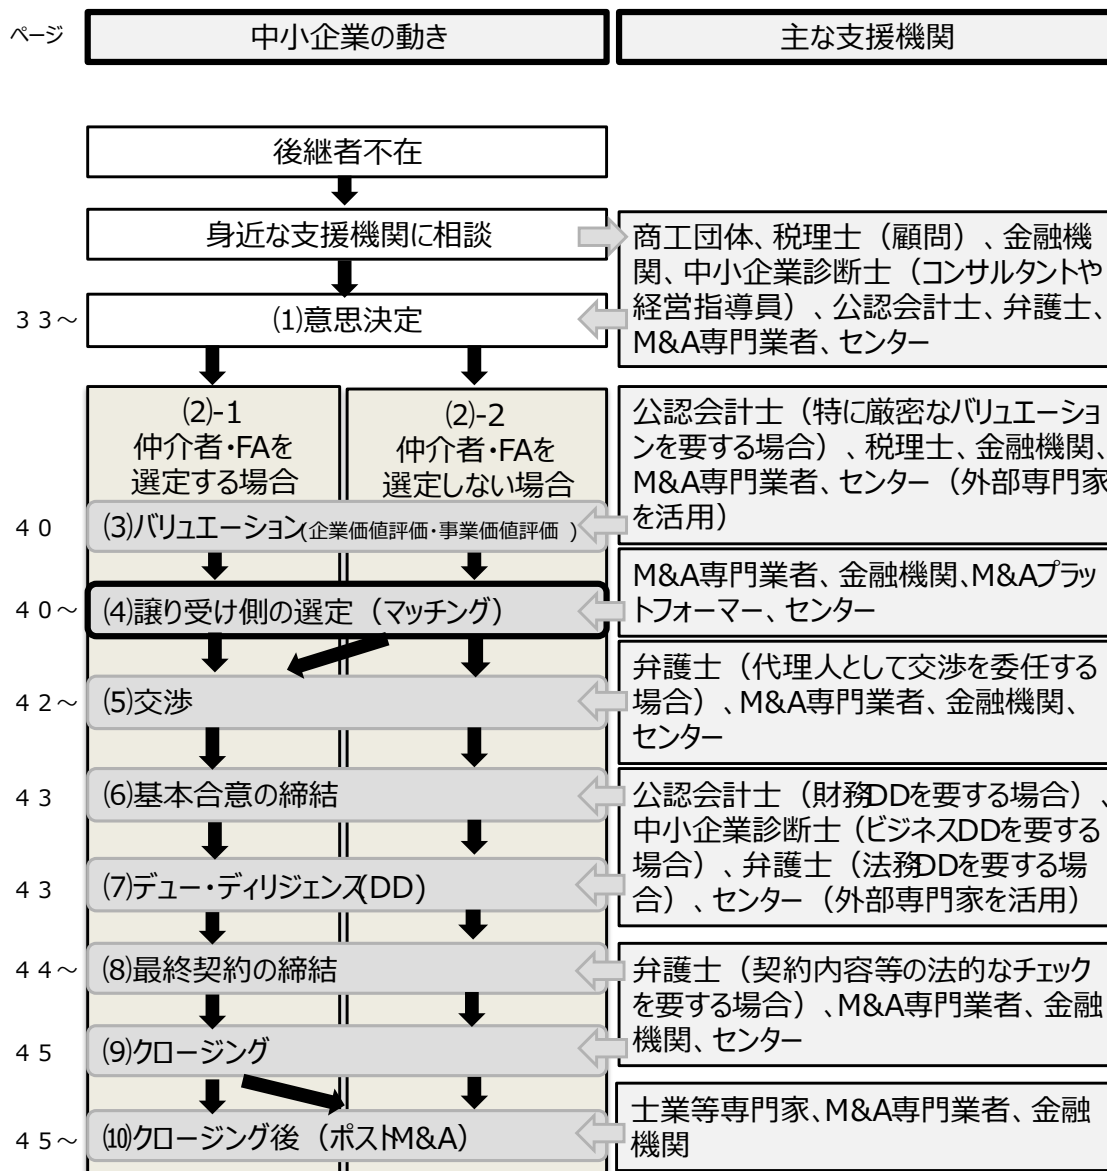 ページ
中小企業の動き
主な支援機関
後継者不在
身近な支援機関に相談
商工団体、税理士（顧問）、金融機
関、中小企業診断士（コンサルタントや
経営指導員）、公認会計士、弁護士、
M&A専門業者、センター
33～
(1)意思決定
(2)-1
仲介者・FAを
選定する場合
(2)-2
仲介者・FAを
選定しない場合
公認会計士（特に厳密なバリュエーショ
ンを要する場合）、税理士、金融機関、
M&A専門業者、センター（外部専門家
を活用）
40
(3)バリュエーション(企業価値評価・事業価値評価)
40～
(4)譲り受け側の選定（マッチング）
M&A専門業者、金融機関、M&Aプラッ
トフォーマー、センター
42～
(5)交渉
弁護士（代理人として交渉を委任する
場合）、M&A専門業者、金融機関、
センター
43
(6)基本合意の締結
公認会計士（財務DDを要する場合）、
中小企業診断士（ビジネスDDを要する
場合）、弁護士（法務DDを要する場
合）、センター（外部専門家を活用）
43
(7)デュー・ディリジェンス(DD)
44～
(8)最終契約の締結
弁護士（契約内容等の法的なチェック
を要する場合）、M&A専門業者、金融
機関、センター
45
(9)クロージング
45～
(10)クロージング後（ポストM&A）
士業等専門家、M&A専門業者、金融
機関